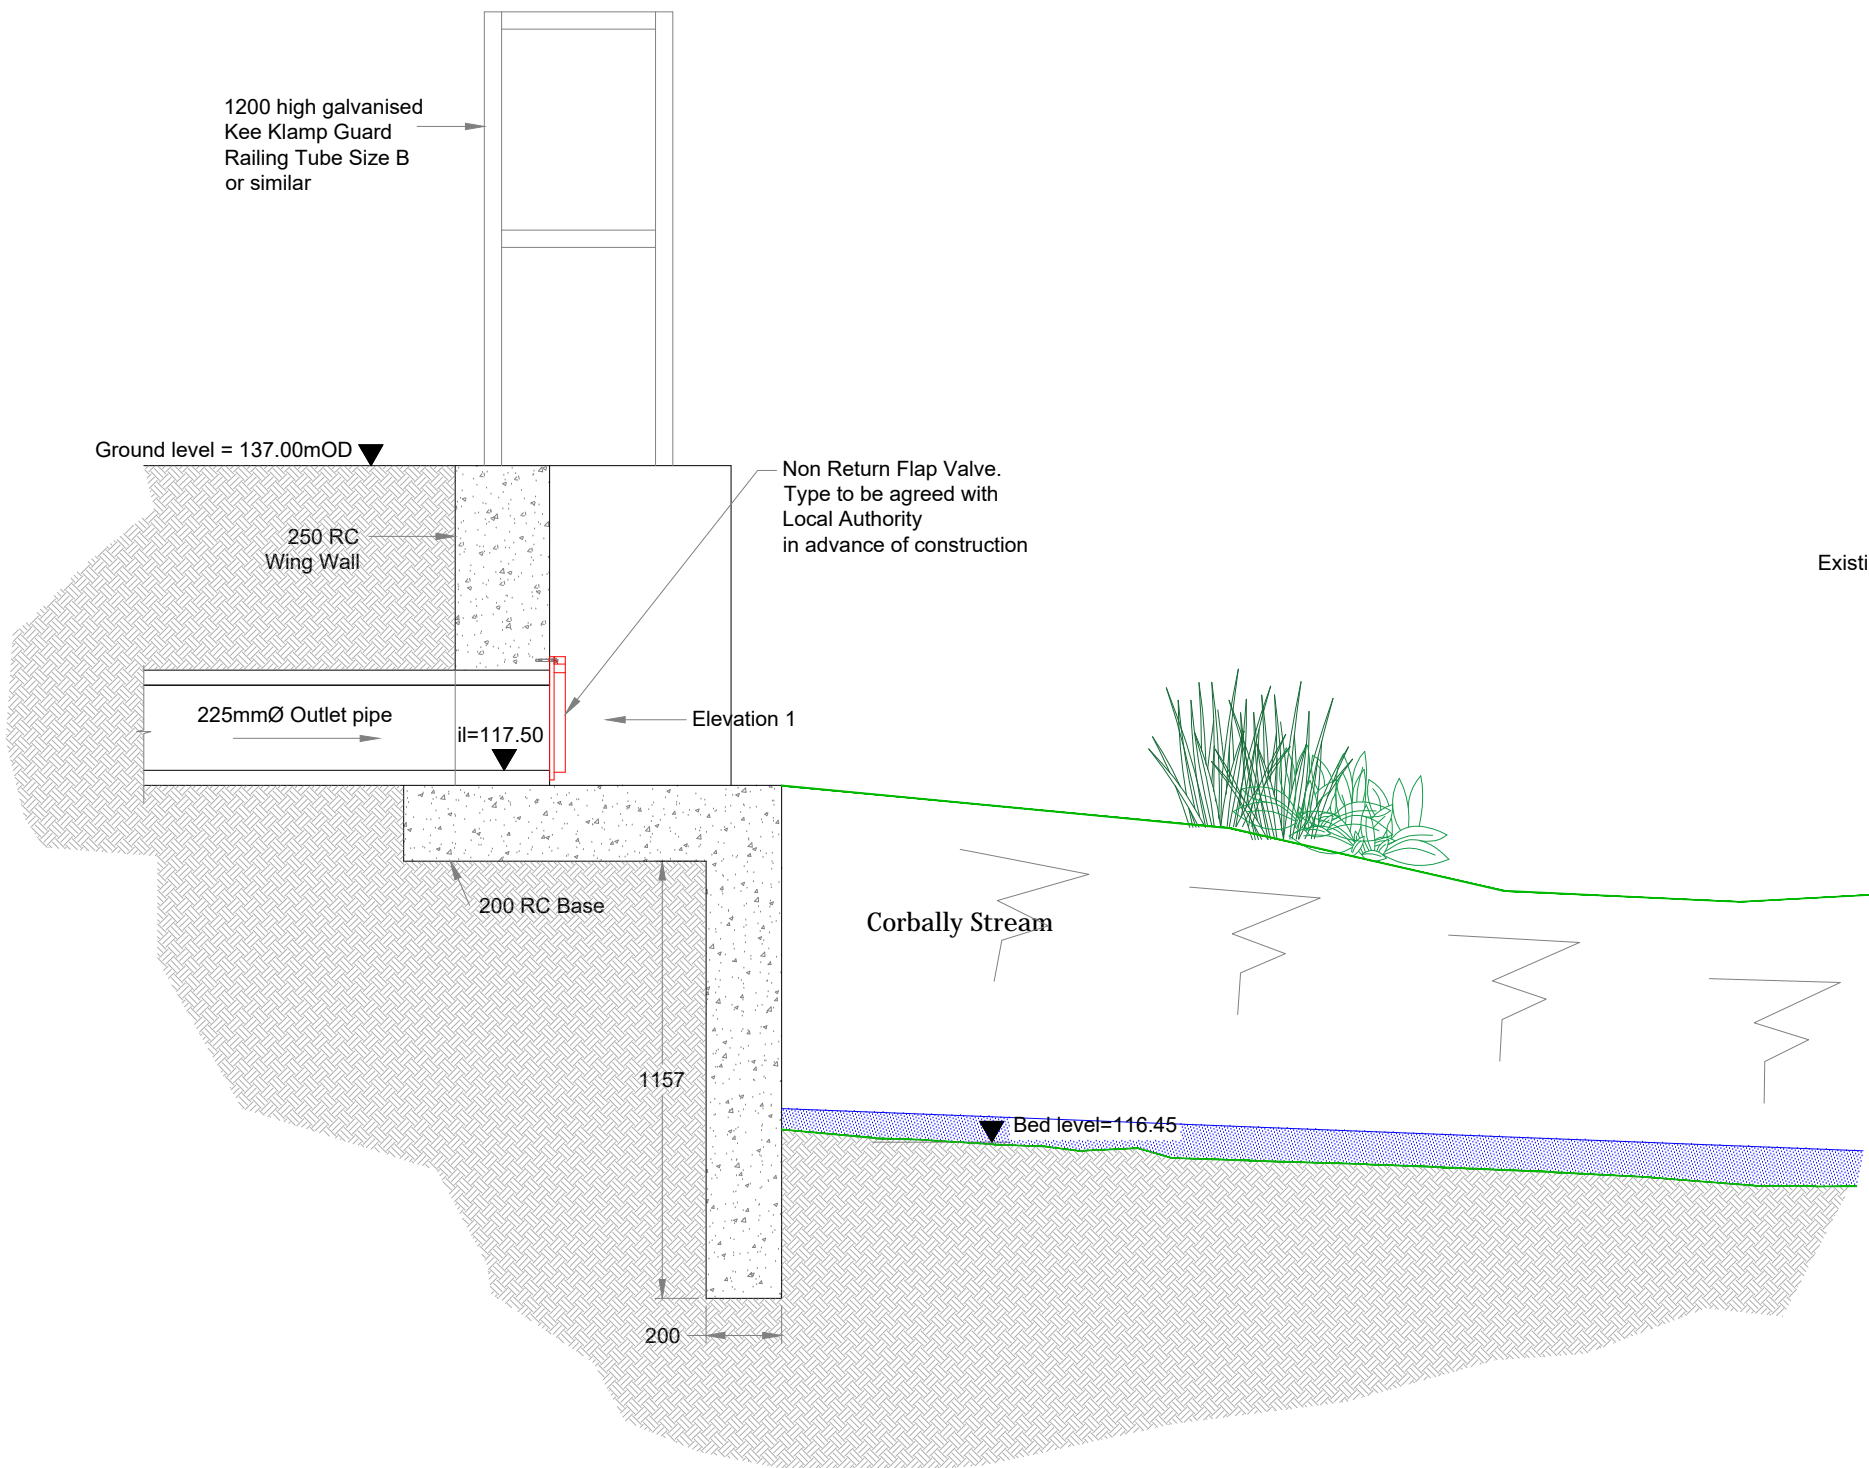 1200 high galvanised
Kee Klamp Guard
Railing Tube Size B
or similar
Ground level = 137.00mOD
250 RC
Wing Wall
Non Return Flap Valve.
Type to be agreed with
Local Authority
in advance of construction
Existi
225mmØ Outlet pipe
il=117.50
Elevation 1
200 RC Base
Corbally Stream
1157
Bed level=116.45
200